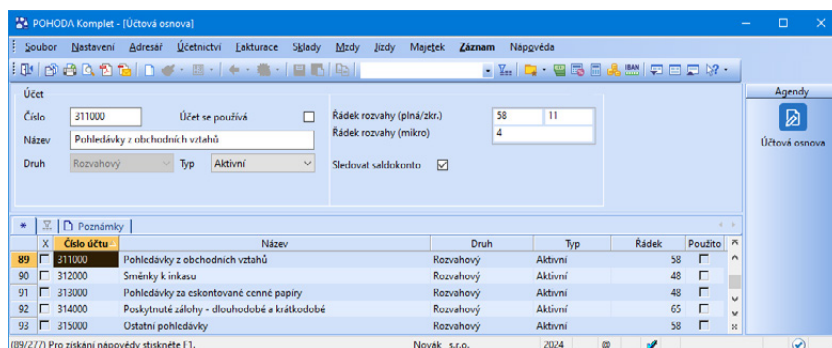 POHODA Komplet - [Účtová osnova]
Soubor Nastavení Adresář Účetnictví Fakturace Sklady Mzdy Jízdy Majetek Záznam Nápověda
IBAN
Účet
Číslo 311000 Účet se používá Řádek rozvahy (plná/zkr.) 58 11
Název Pohledávky z obchodních vztahů Řádek rozvahy (mikro) 4
Druh Rozvahový Typ Aktivní Sledovat saldokonto
Agendy
Účtová osnova
* Poznámky
X Číslo účtu Název Druh Typ Řádek Použito
89 311000 Pohledávky z obchodních vztahů Rozvahový Aktivní 58
90 312000 Směnky k inkasu Rozvahový Aktivní 48
91 313000 Pohledávky za eskontované cenné papíry Rozvahový Aktivní 48
92 314000 Poskytnuté zálohy - dlouhodobé a krátkodobé Rozvahový Aktivní 65
93 315000 Ostatní pohledávky Rozvahový Aktivní 58
(89/277) Pro získání nápovědy stiskněte F1. Novák s.r.o. 2024 @